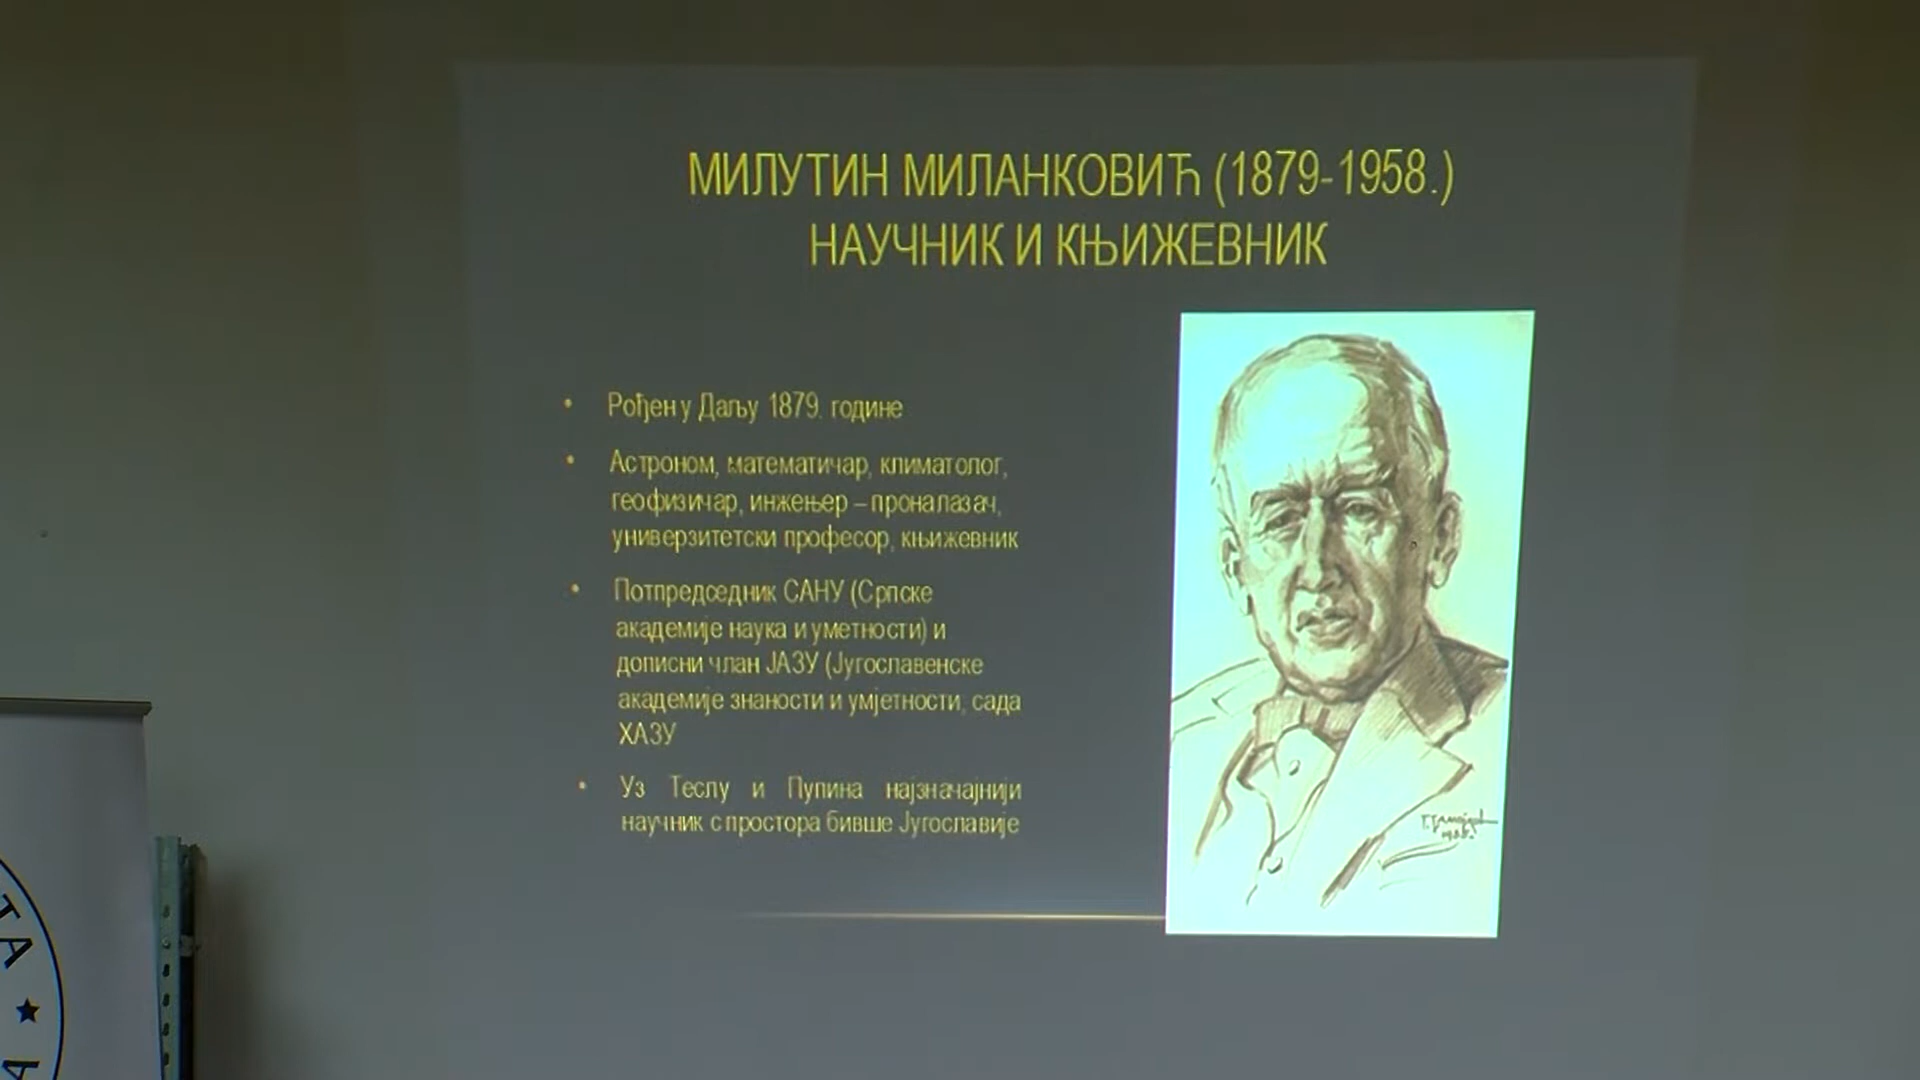 МИЛУТИН МИЛАНКОВИЋ (1879-1958.)
НАУЧНИК И КЊИЖЕВНИК
• Рођен у Даљу 1879. године
• Астроном, математичар, климатолог,
геофизичар, инжењер – проналазач,
универзитетски професор, књижевник
• Потпредседник САНУ (Српске
академије наука и уметности) и
дописни члан ЈАЗУ (Југославенске
академије знаности и умјетности, сада
ХАЗУ
• Уз Теслу и Пупина најзначајнији
научник с простора бивше Југославије